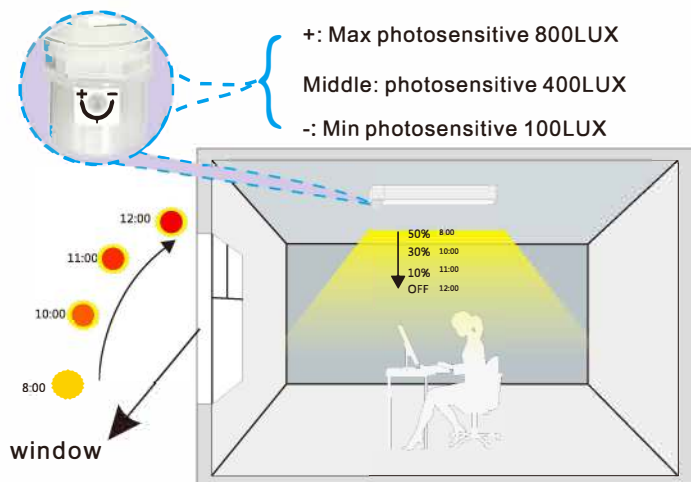 +: Max photosensitive 800LUX
Middle: photosensitive 400LUX
-: Min photosensitive 100LUX
+ -
12:00
11:00
10:00
8:00
window
50% 8:00
30% 10:00
10% 11:00
OFF 12:00